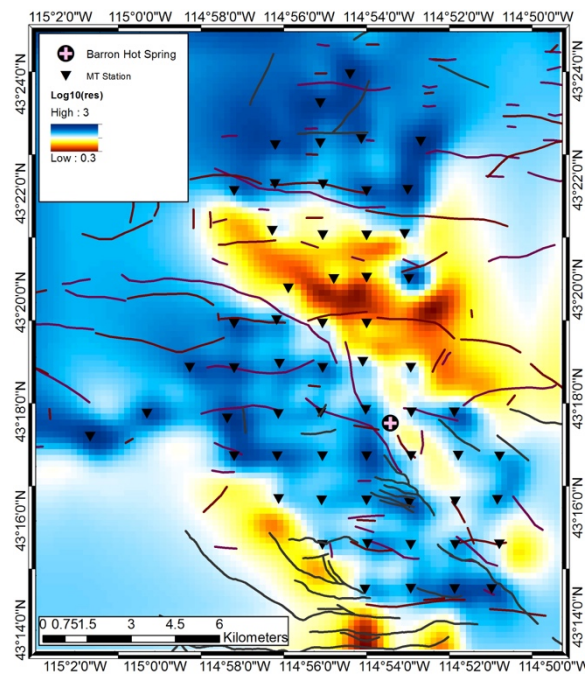 115°2'0"W 115°0'0"W 114°58'0"W 114°56'0"W 114°54'0"W 114°52'0"W 114°50'0"W
Barron Hot Spring
MT Station
Log10(res)
High : 3
Low : 0.3
43°24'0"N 43°24'0"N
43°22'0"N 43°22'0"N
43°20'0"N 43°20'0"N
43°18'0"N 43°18'0"N
43°16'0"N 43°16'0"N
43°14'0"N 43°14'0"N
0 0.75 1.5 3 4.5 6
Kilometers
115°2'0"W 115°0'0"W 114°58'0"W 114°56'0"W 114°54'0"W 114°52'0"W 114°50'0"W